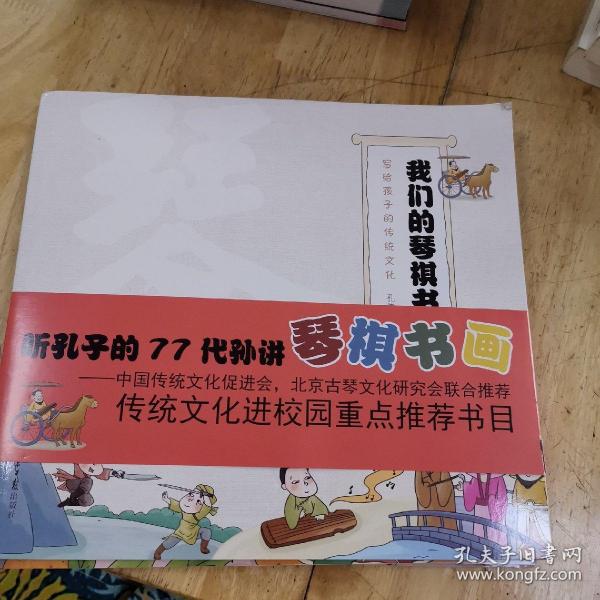 我们的琴棋书
写给孩子的传统文化
听孔子的77代孙讲琴棋书画
——中国传统文化促进会，北京古琴文化研究会联合推荐
传统文化进校园重点推荐书目
出版社
孔夫子旧书网
www.kongfz.com